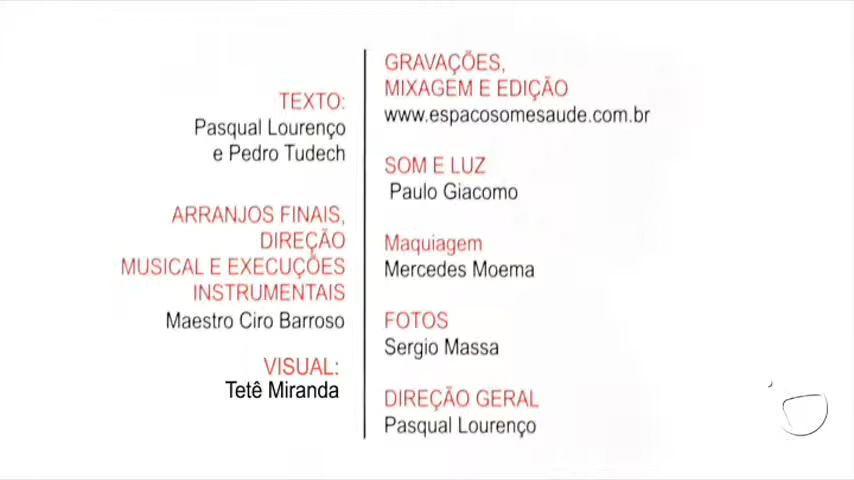 TEXTO:
Pasqual Lourenço
e Pedro Tudech
ARRANJOS FINAIS,
DIREÇÃO
MUSICAL E EXECUÇÕES
INSTRUMENTAIS
Maestro Ciro Barroso
VISUAL:
Tetê Miranda
GRAVAÇÕES,
MIXAGEM E EDIÇÃO
www.espacosomesaude.com.br
SOM E LUZ
Paulo Giacomo
Maquiagem
Mercedes Moema
FOTOS
Sergio Massa
DIREÇÃO GERAL
Pasqual Lourenço